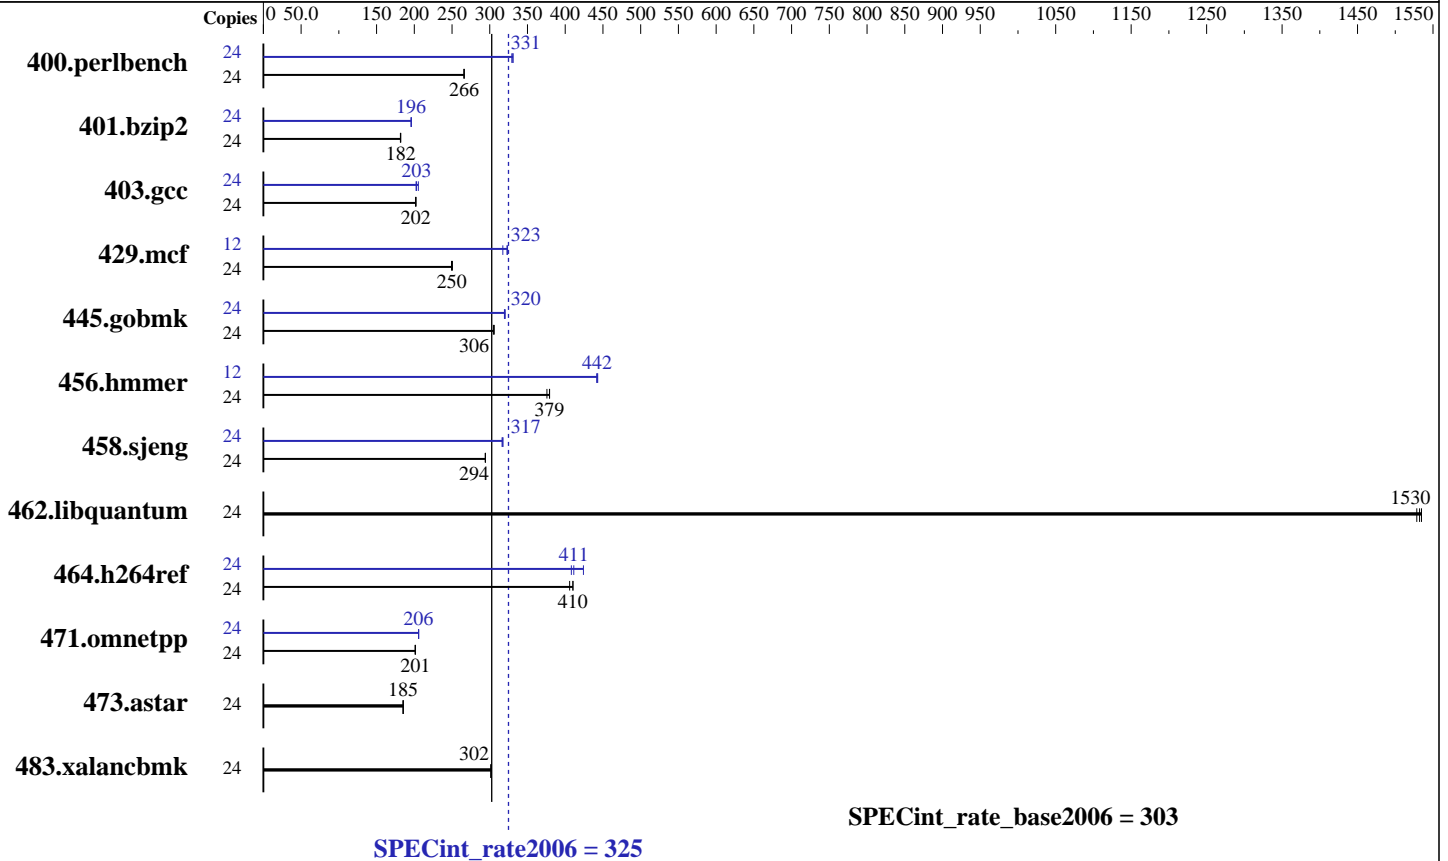 Copies 0 50.0 150 200 250 300 350 400 450 500 550 600 650 700 750 800 850 900 950 1050 1150 1250 1350 1450 1550
400.perlbench 24 331
24 266
401.bzip2 24 196
24 182
403.gcc 24 203
24 202
429.mcf 12 323
24 250
445.gobmk 24 320
24 306
456.hmmer 12 442
24 379
458.sjeng 24 317
24 294
462.libquantum 24 1530
464.h264ref 24 411
24 410
471.omnetpp 24 206
24 201
473.astar 24 185
483.xalancbmk 24 302
SPECint_rate_base2006 = 303
SPECint_rate2006 = 325